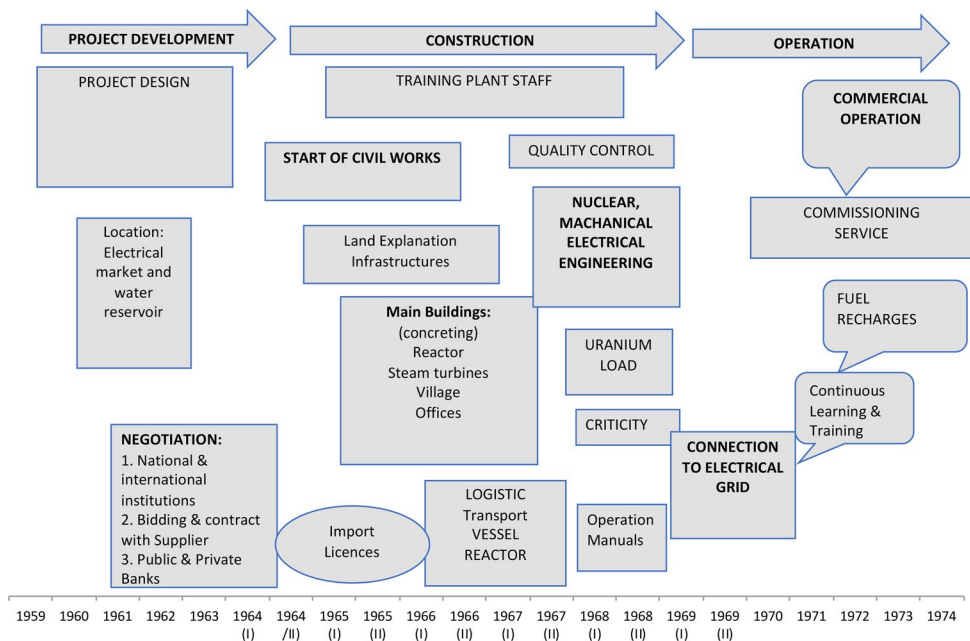 PROJECT DEVELOPMENT
CONSTRUCTION
OPERATION
PROJECT DESIGN
TRAINING PLANT STAFF
COMMERCIAL
OPERATION
START OF CIVIL WORKS
QUALITY CONTROL
NUCLEAR,
MACHANICAL
ELECTRICAL
ENGINEERING
COMMISSIONING
SERVICE
Location:
Electrical
market and
water
reservoir
Land Explanation
Infrastructures
Main Buildings:
(concreting)
Reactor
Steam turbines
Village
Offices
URANIUM
LOAD
FUEL
RECHARGES
Continuous
Learning &
Training
CRITICITY
CONNECTION
TO ELECTRICAL
GRID
NEGOTIATION:
1. National &
international
institutions
2. Bidding & contract
with Supplier
3. Public & Private
Banks
Import
Licences
LOGISTIC
Transport
VESSEL
REACTOR
Operation
Manuals
1959 1960 1961 1962 1963 1964 1964 1965 1965 1966 1966 1967 1967 1968 1968 1969 1969 1970 1971 1972 1973 1974
(I) /II) (I) (II) (I) (II) (I) (II) (I) (II) (I) (II)